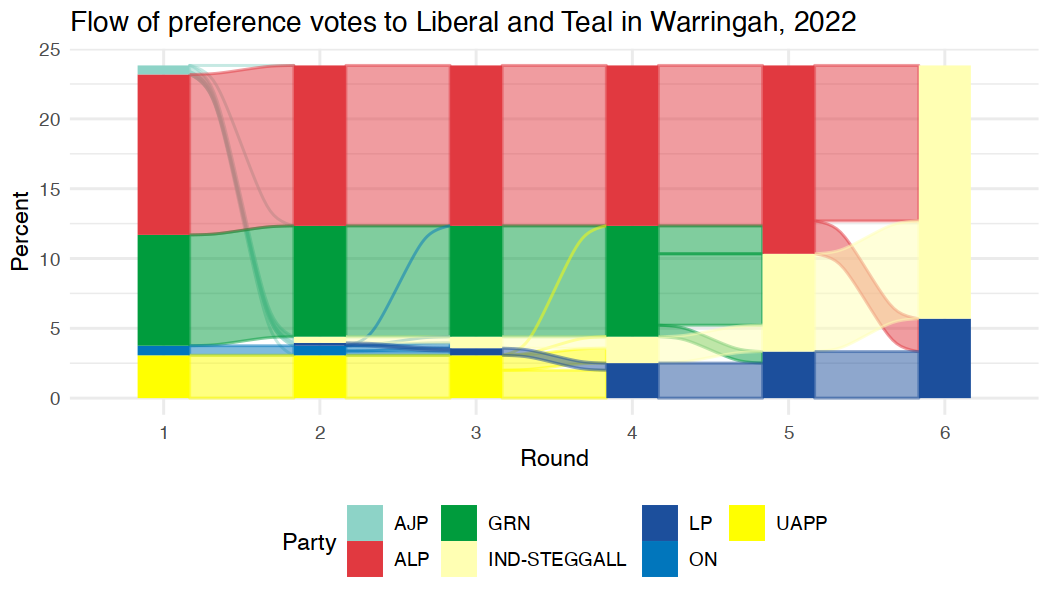 Flow of preference votes to Liberal and Teal in Warringah, 2022
25
20
15
10
5
0
Percent
1 2 3 4 5 6
Round
Party
AJP GRN LP UAPP
ALP IND-STEGGALL ON